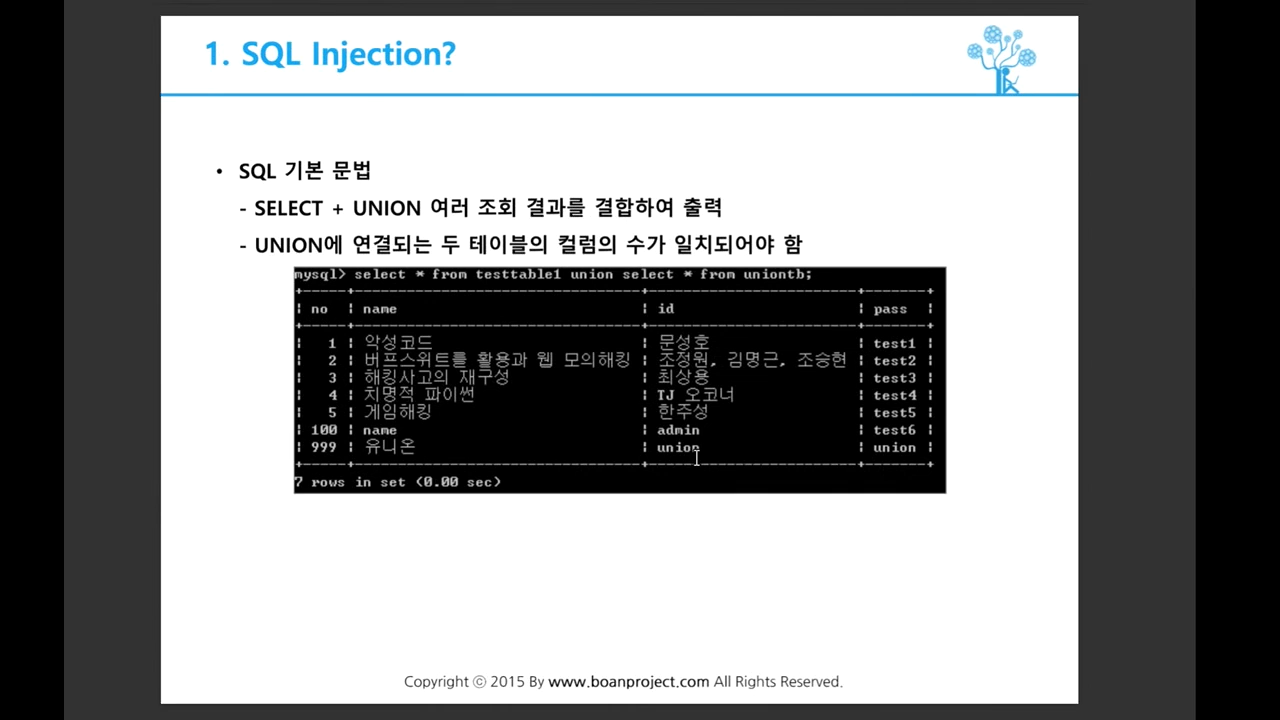 1. SQL Injection?
• SQL 기본 문법
- SELECT + UNION 여러 조회 결과를 결합하여 출력
- UNION에 연결되는 두 테이블의 컬럼의 수가 일치되어야 함
mysql> select * from testtable1 union select * from uniontb;
| no | name | id | pass |
| 1 | 악성코드 | 문성호 | test1 |
| 2 | 버프스위트를 활용과 웹 모의해킹 | 조정원, 김명근, 조승현 | test2 |
| 3 | 해킹사고의 재구성 | 최상용 | test3 |
| 4 | 치명적 파이썬 | TJ 오코너 | test4 |
| 5 | 게임해킹 | 한주성 | test5 |
| 100 | name | admin | test6 |
| 999 | 유니온 | union | union |
7 rows in set (0.00 sec)
Copyright ⓒ 2015 By www.boanproject.com All Rights Reserved.